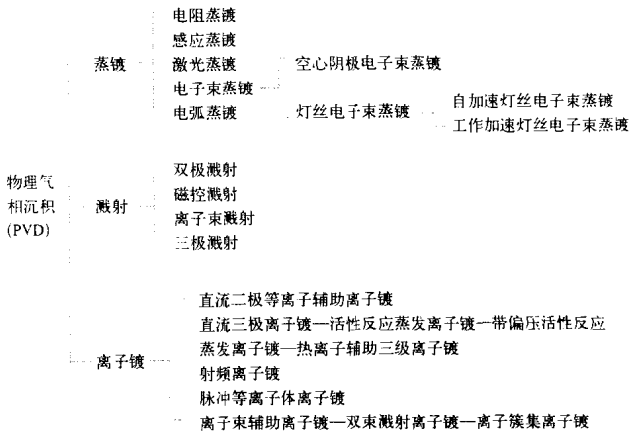 电阻蒸镀
感应蒸镀
蒸镀
激光蒸镀
空心阴极电子束蒸镀
电子束蒸镀
自加速灯丝电子束蒸镀
电弧蒸镀
灯丝电子束蒸镀
工作加速灯丝电子束蒸镀
双极溅射
物理气
相沉积
(PVD)
磁控溅射
溅射
离子束溅射
三极溅射
直流二极等离子辅助离子镀
直流三极离子镀—活性反应蒸发离子镀—带偏压活性反应
离子镀
蒸发离子镀—热离子辅助三级离子镀
射频离子镀
脉冲等离子体离子镀
离子束辅助离子镀—双束溅射离子镀—离子簇集离子镀